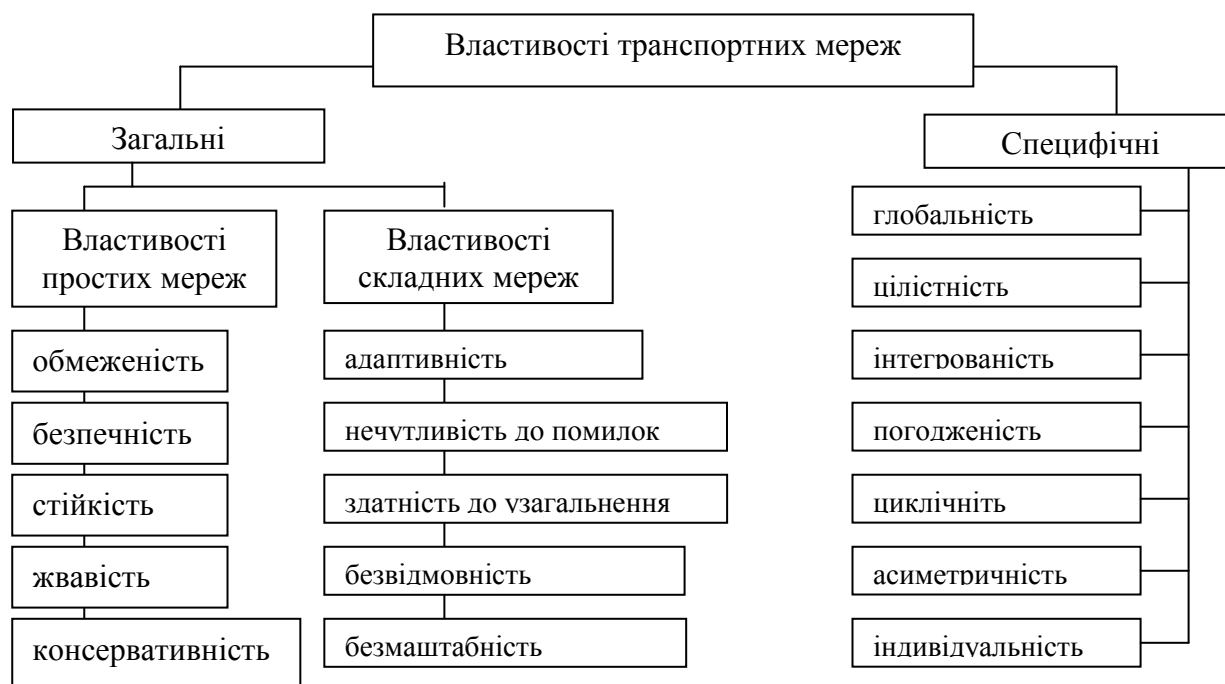 Властивості транспортних мереж
Загальні
Специфічні
Властивості
простих мереж
обмеженість
безпечність
стійкість
жвавість
консервативність
Властивості
складних мереж
адаптивність
нечутливість до помилок
здатність до узагальнення
безвідмовність
безмаштабність
глобальність
цілістність
інтегрованість
погодженість
циклічніть
асиметричність
індивідуальність